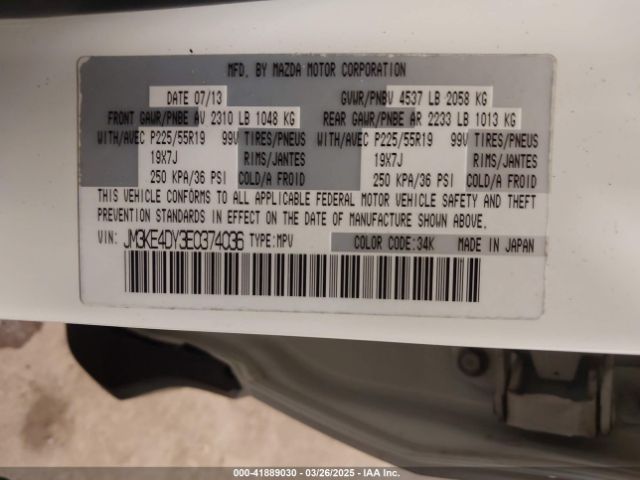 MFD. BY MAZDA MOTOR CORPORATION
DATE 07/13 GVWR/PNBV 4537 LB 2058 KG
FRONT GAWR/PNBE AV 2310 LB 1048 KG REAR GAWR/PNBE AR 2233 LB 1013 KG
WITH/AVEC P225/55R19 99V TIRES/PNEUS WITH/AVEC P225/55R19 99V TIRES/PNEUS
19X7J RIMS/JANTES 19X7J RIMS/JANTES
250 KPA/36 PSI COLD/A FROID 250 KPA/36 PSI COLD/A FROID
THIS VEHICLE CONFORMS TO ALL APPLICABLE FEDERAL MOTOR VEHICLE SAFETY AND THEFT
PREVENTION STANDARDS IN EFFECT ON THE DATE OF MANUFACTURE SHOWN ABOVE.
VIN: JM3KE4DY3E0374036 TYPE: MPV COLOR CODE: 34K MADE IN JAPAN
000-41889030 | 03/26/2025 | IAA Inc.